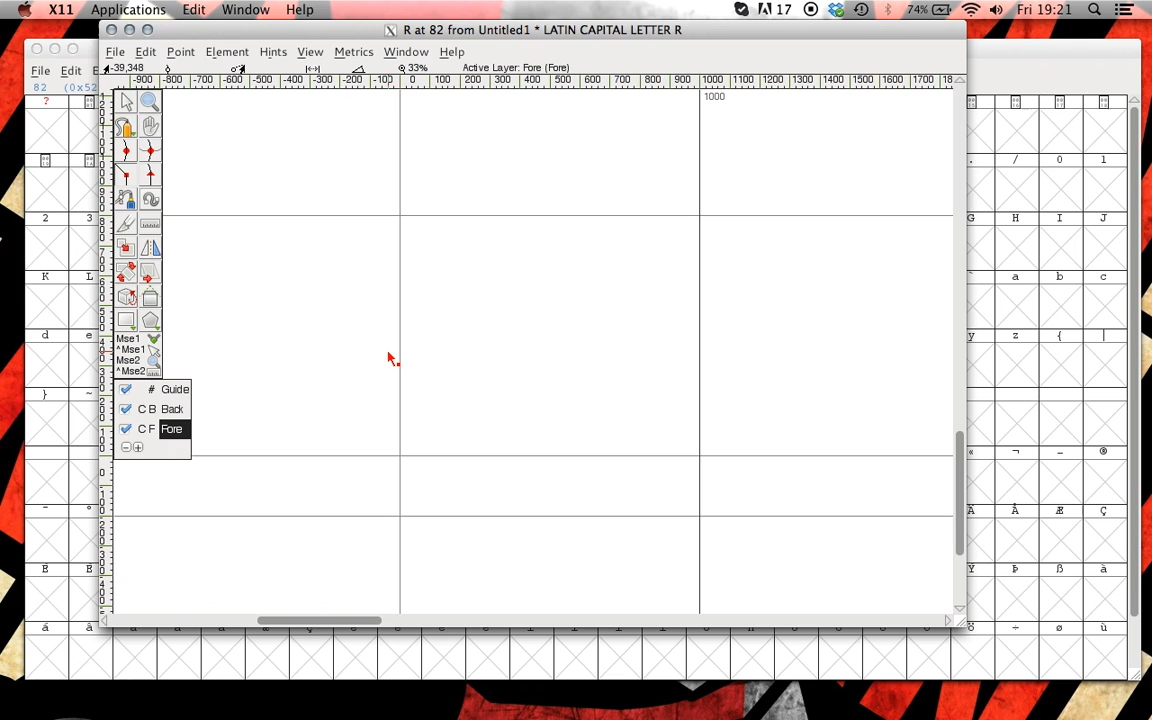 X11 Applications Edit Window Help
17 74% Fri 19:21
R at 82 from Untitled1 * LATIN CAPITAL LETTER R
File Edit Point Element Hints View Metrics Window Help
-39,348 33% Active Layer: Fore (Fore)
-900 -800 -700 -600 -500 -400 -300 -200 -100 0 100 200 300 400 500 600 700 800 900 1000 1100 1200 1300 1400 1500 1600 1700
1000
Mse1
^Mse1
Mse2
^Mse2
# Guide
C B Back
C F Fore
File Edit
82 (0x52
?
. / 0 1
2 3 G H I J
K L ` a b c
d e y z { |
} ~
« ¬ – ®
¯ ° Ä Å Æ Ç
Ý Þ ß à
ö ÷ ø ù